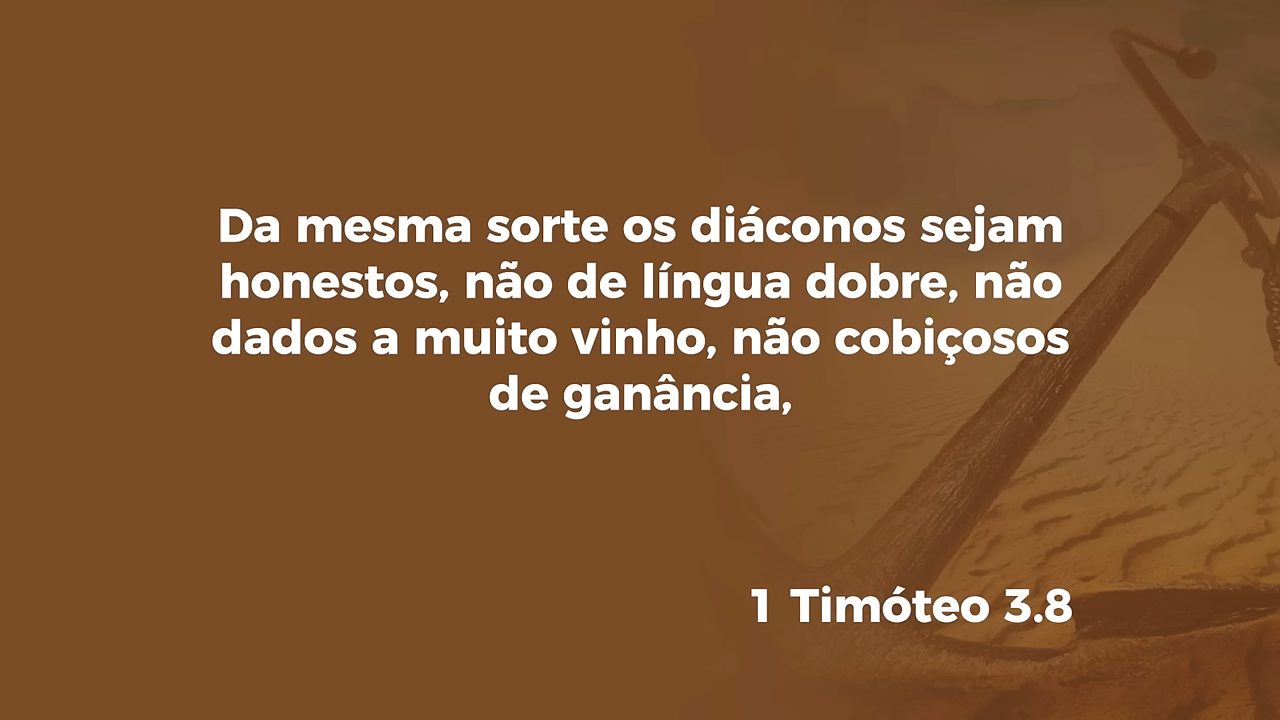 Da mesma sorte os diáconos sejam
honestos, não de língua dobre, não
dados a muito vinho, não cobiçosos
de ganância,
1 Timóteo 3.8